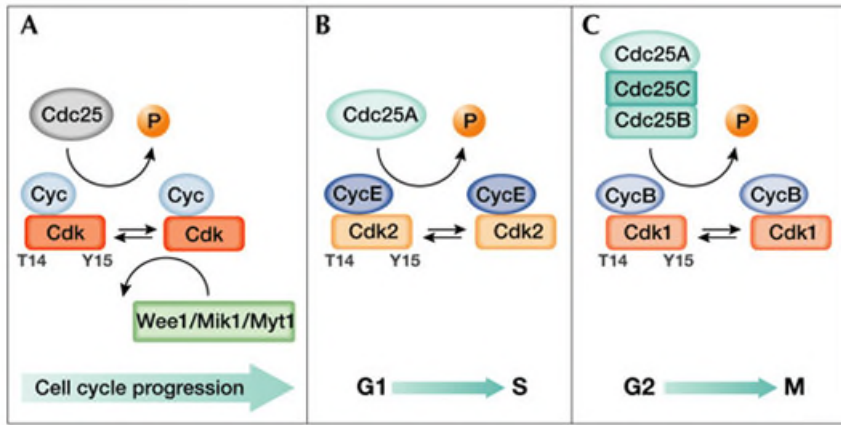 A
Cdc25
P
Cyc
Cyc
Cdk
Cdk
T14
Y15
Wee1/Mik1/Myt1
Cell cycle progression
B
Cdc25A
P
CycE
CycE
Cdk2
Cdk2
T14
Y15
G1
S
C
Cdc25A
Cdc25C
Cdc25B
P
CycB
CycB
Cdk1
Cdk1
T14
Y15
G2
M